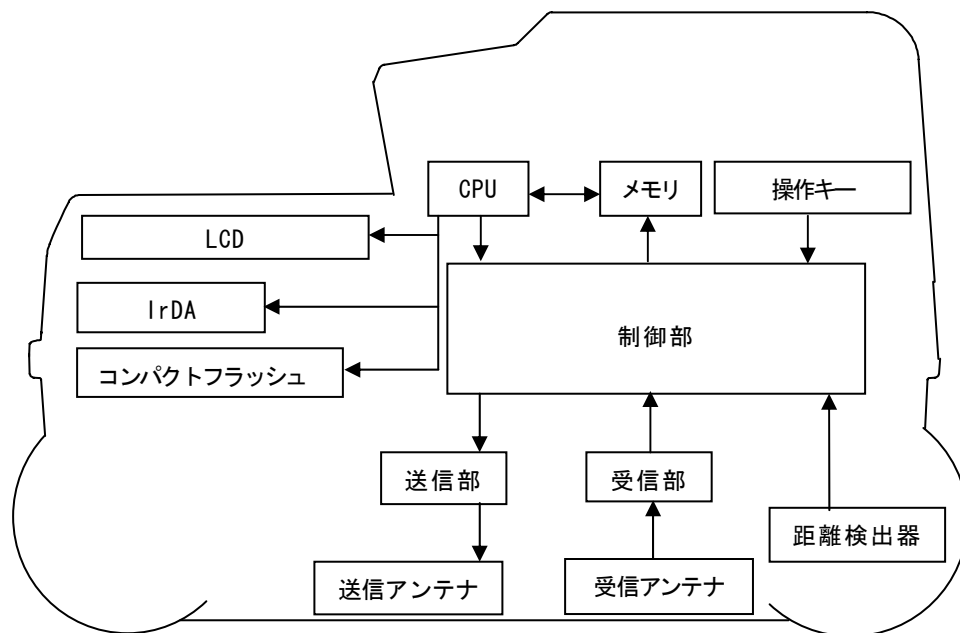 CPU
メモリ
操作キー
LCD
IrDA
制御部
コンパクトフラッシュ
送信部
受信部
距離検出器
送信アンテナ
受信アンテナ